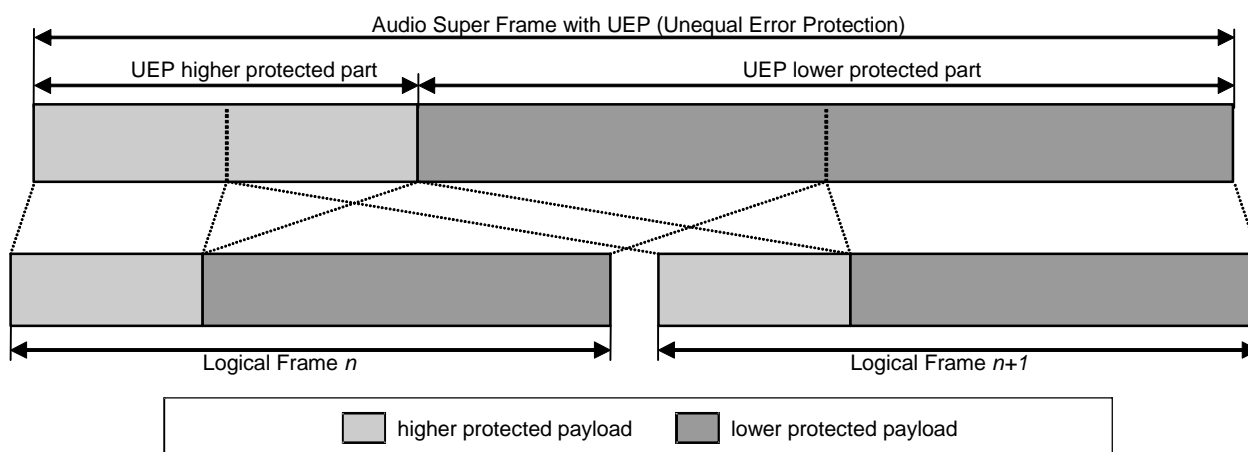 Audio Super Frame with UEP (Unequal Error Protection)
UEP higher protected part
UEP lower protected part
Logical Frame n
Logical Frame n+1
higher protected payload
lower protected payload